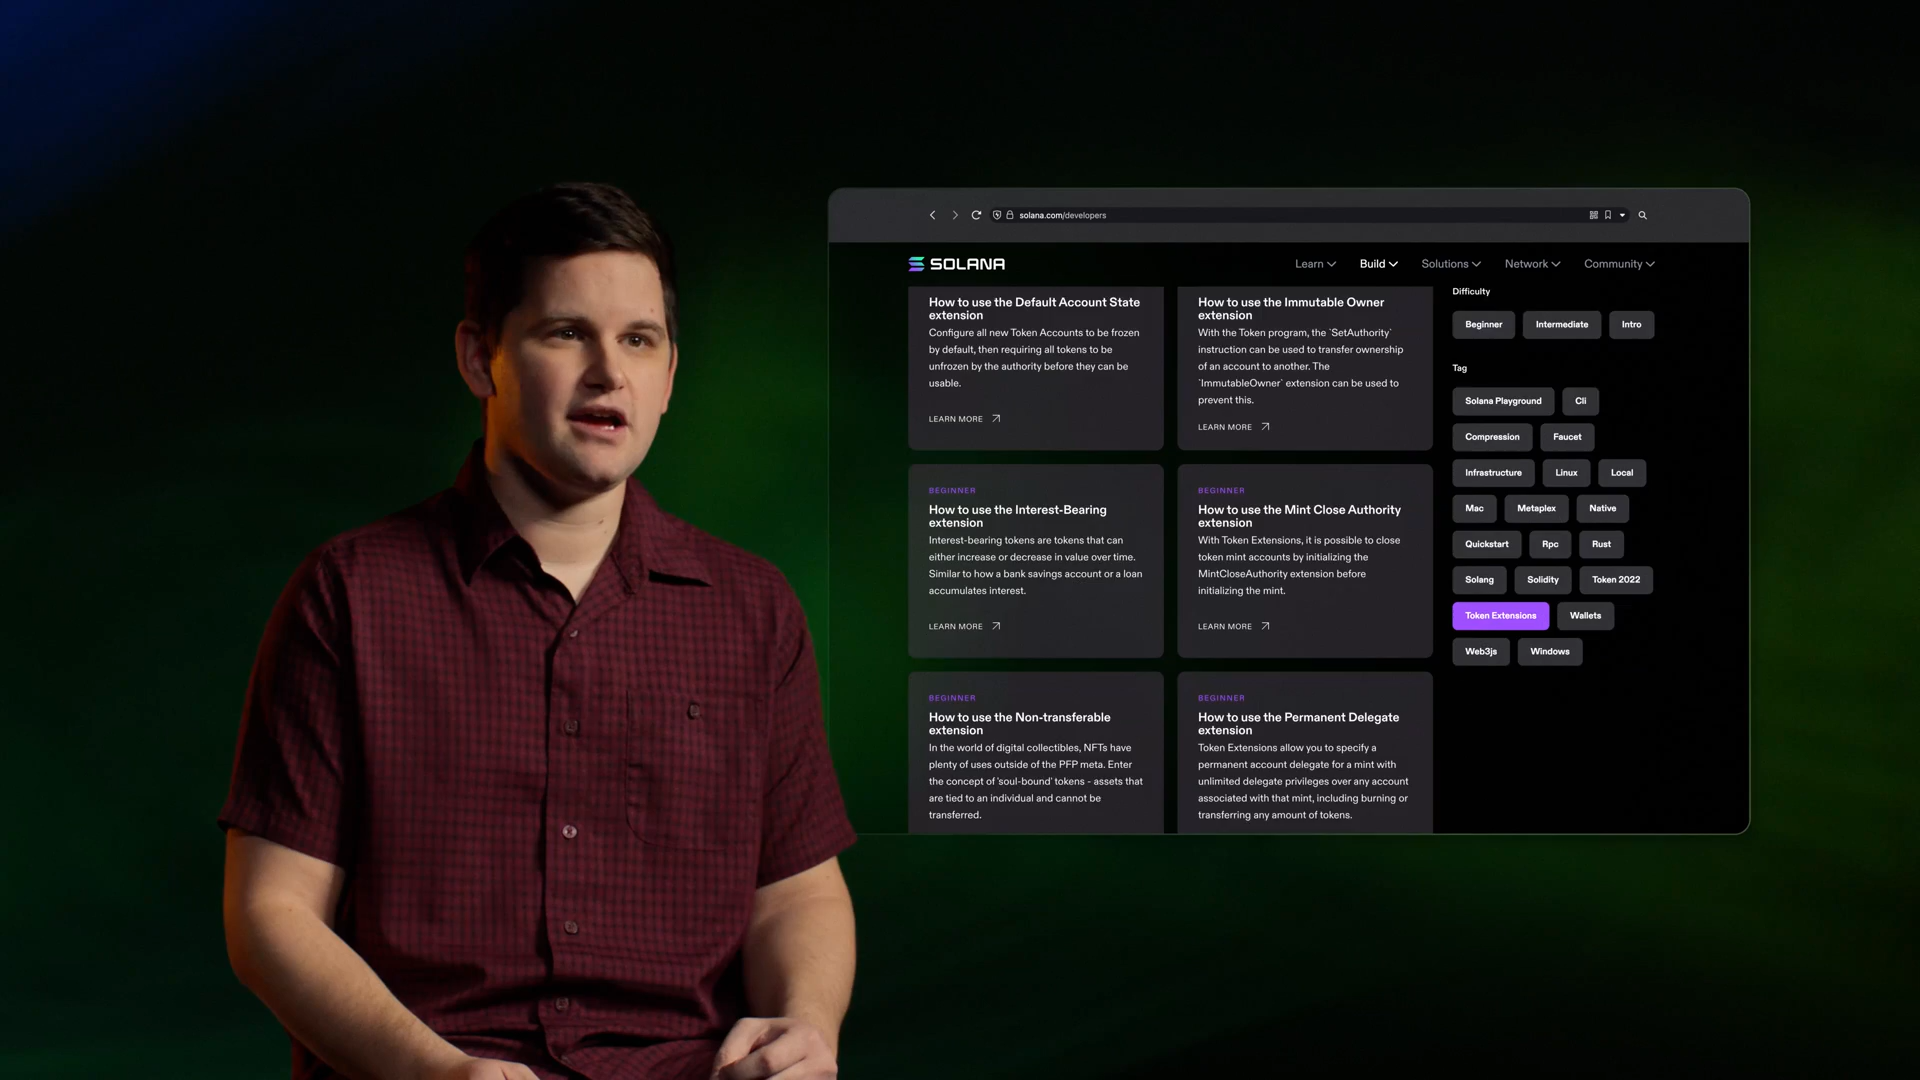 solana.com/developers
SOLANA
Learn
Build
Solutions
Network
Community
How to use the Default Account State
extension
Configure all new Token Accounts to be frozen
by default, then requiring all tokens to be
unfrozen by the authority before they can be
usable.
LEARN MORE
How to use the Immutable Owner
extension
With the Token program, the `SetAuthority`
instruction can be used to transfer ownership
of an account to another. The
`ImmutableOwner` extension can be used to
prevent this.
LEARN MORE
BEGINNER
How to use the Interest-Bearing
extension
Interest-bearing tokens are tokens that can
either increase or decrease in value over time.
Similar to how a bank savings account or a loan
accumulates interest.
LEARN MORE
BEGINNER
How to use the Mint Close Authority
extension
With Token Extensions, it is possible to close
token mint accounts by initializing the
MintCloseAuthority extension before
initializing the mint.
LEARN MORE
BEGINNER
How to use the Non-transferable
extension
In the world of digital collectibles, NFTs have
plenty of uses outside of the PFP meta. Enter
the concept of 'soul-bound' tokens - assets that
are tied to an individual and cannot be
transferred.
BEGINNER
How to use the Permanent Delegate
extension
Token Extensions allow you to specify a
permanent account delegate for a mint with
unlimited delegate privileges over any account
associated with that mint, including burning or
transferring any amount of tokens.
Difficulty
Beginner
Intermediate
Intro
Tag
Solana Playground
Cli
Compression
Faucet
Infrastructure
Linux
Local
Mac
Metaplex
Native
Quickstart
Rpc
Rust
Solang
Solidity
Token 2022
Token Extensions
Wallets
Web3js
Windows